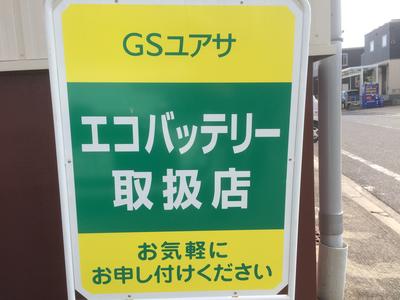 GSユアサ
エコバッテリー
取扱店
お気軽に
お申し付けください